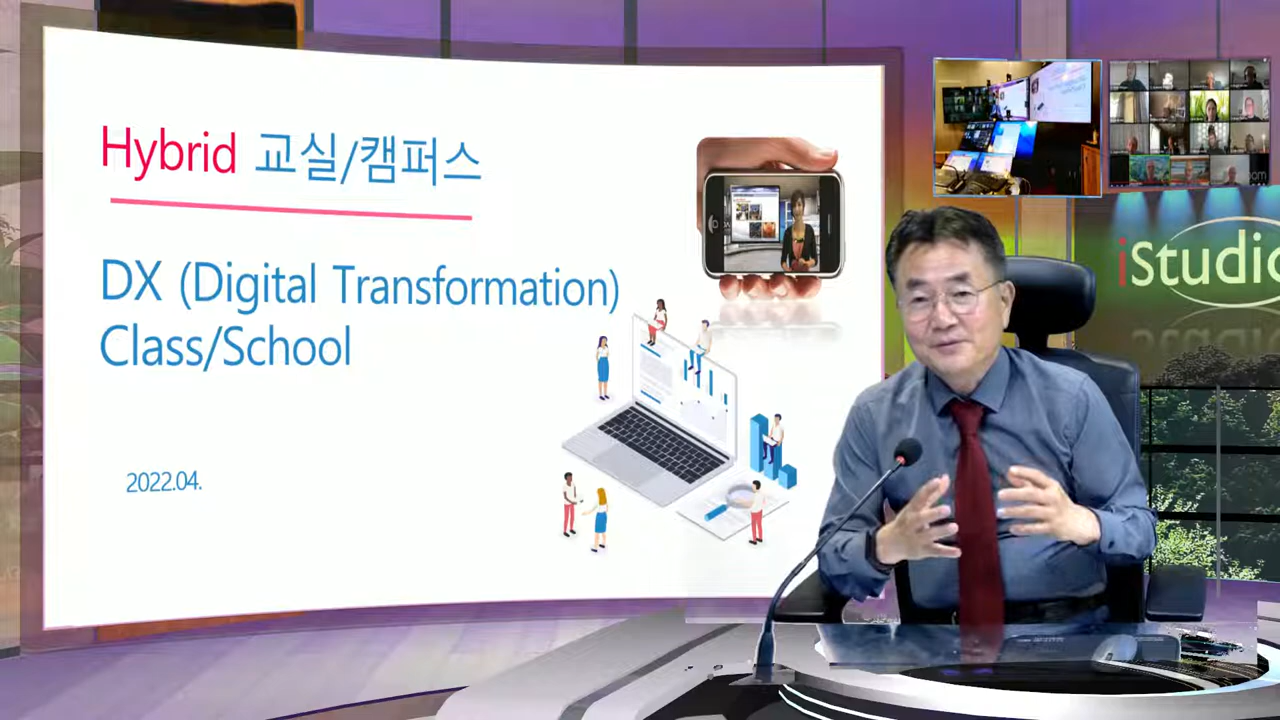 Hybrid 교실/캠퍼스
DX (Digital Transformation)
Class/School
2022.04.
iStudio